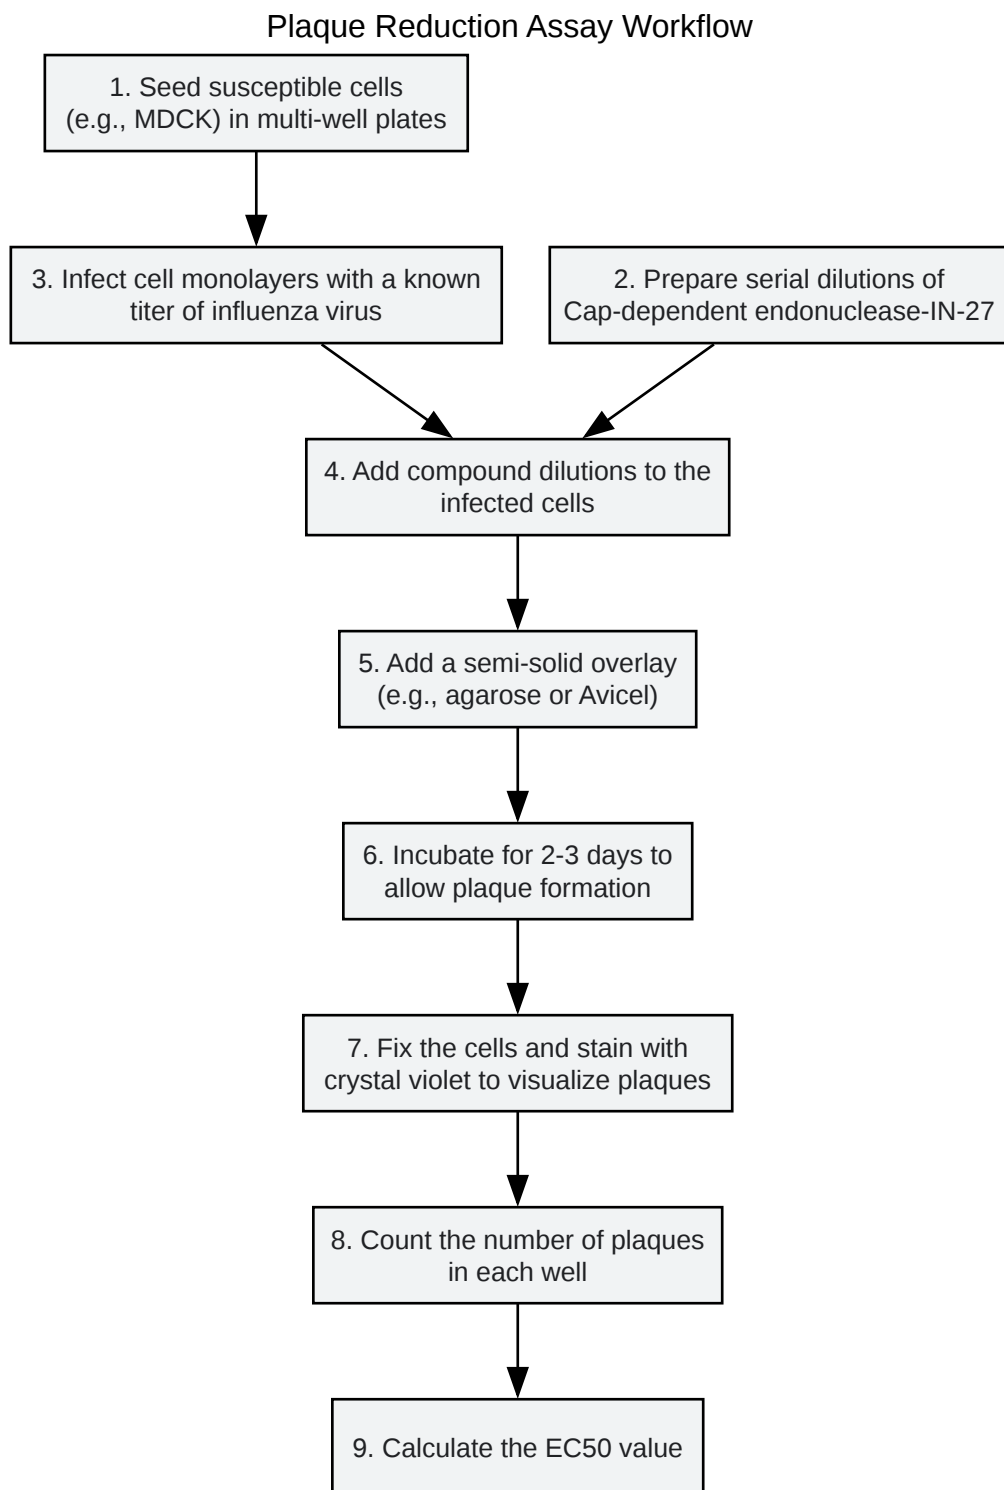 Plaque Reduction Assay Workflow
1. Seed susceptible cells
(e.g., MDCK) in multi-well plates
3. Infect cell monolayers with a known
titer of influenza virus
2. Prepare serial dilutions of
Cap-dependent endonuclease-IN-27
4. Add compound dilutions to the
infected cells
5. Add a semi-solid overlay
(e.g., agarose or Avicel)
6. Incubate for 2-3 days to
allow plaque formation
7. Fix the cells and stain with
crystal violet to visualize plaques
8. Count the number of plaques
in each well
9. Calculate the EC50 value